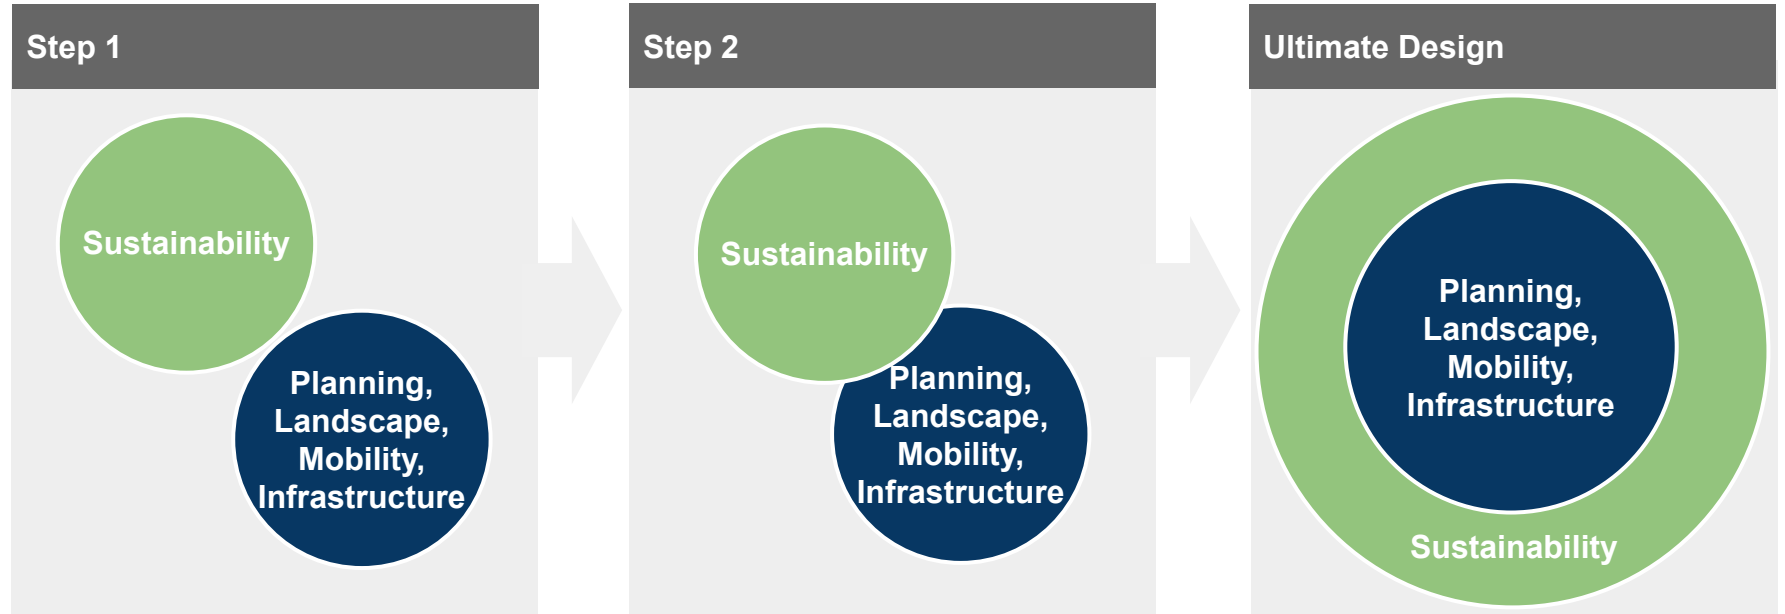 Step 1
Sustainability
Planning,
Landscape,
Mobility,
Infrastructure
Step 2
Sustainability
Planning,
Landscape,
Mobility,
Infrastructure
Ultimate Design
Planning,
Landscape,
Mobility,
Infrastructure
Sustainability